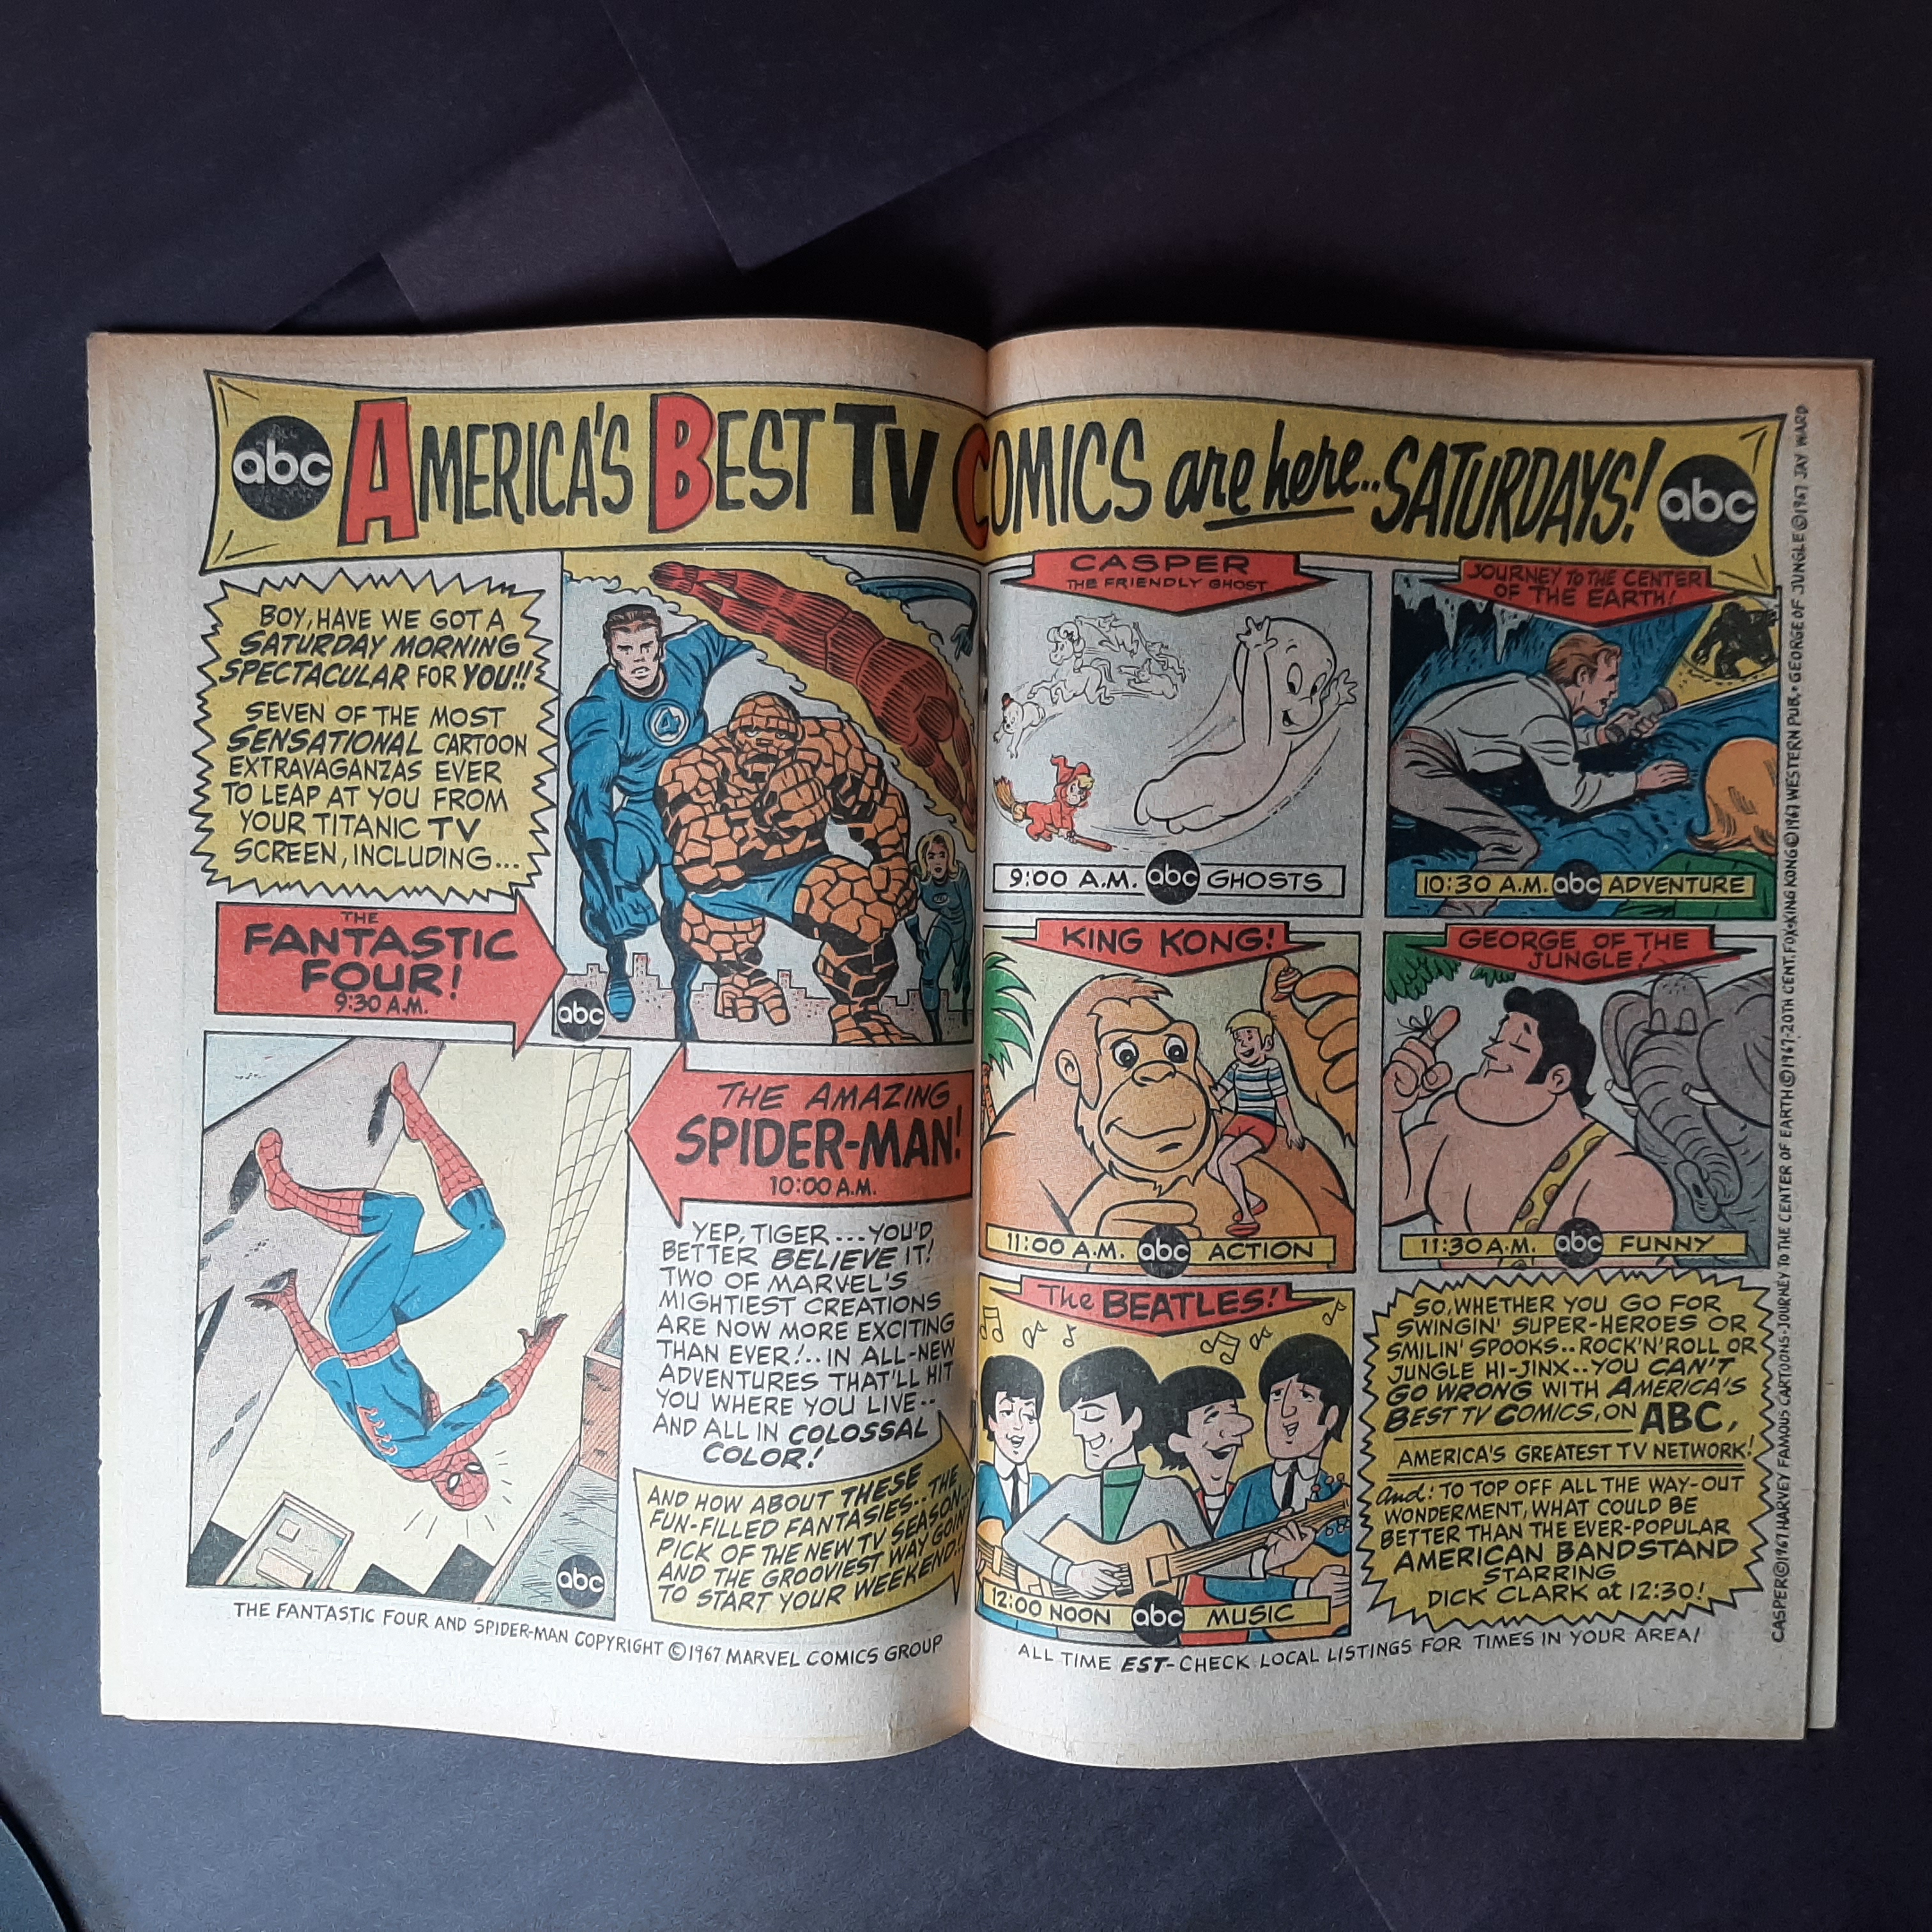 abc AMERICA'S BEST TV COMICS are here.. SATURDAYS! abc
BOY, HAVE WE GOT A
SATURDAY MORNING
SPECTACULAR FOR YOU!!
SEVEN OF THE MOST
SENSATIONAL CARTOON
EXTRAVAGANZAS EVER
TO LEAP AT YOU FROM
YOUR TITANIC TV
SCREEN, INCLUDING...
THE
FANTASTIC
FOUR!
9:30 A.M.
4
abc
THE AMAZING
SPIDER-MAN!
10:00 A.M.
YEP, TIGER...YOU'D
BETTER BELIEVE IT!
TWO OF MARVEL'S
MIGHTIEST CREATIONS
ARE NOW MORE EXCITING
THAN EVER!..IN ALL-NEW
ADVENTURES THAT'LL HIT
YOU WHERE YOU LIVE--
AND ALL IN COLOSSAL
COLOR!
abc
AND HOW ABOUT THESE
FUN-FILLED FANTASIES..THE
PICK OF THE NEW TV SEASON..
AND THE GROOVIEST WAY GOIN'
TO START YOUR WEEKEND!
THE FANTASTIC FOUR AND SPIDER-MAN COPYRIGHT ©1967 MARVEL COMICS GROUP
CASPER
THE FRIENDLY GHOST
9:00 A.M. abc GHOSTS
JOURNEY TO THE CENTER
OF THE EARTH!
10:30 A.M. abc ADVENTURE
KING KONG!
11:00 A.M. abc ACTION
GEORGE OF THE
JUNGLE!
11:30 A.M. abc FUNNY
The BEATLES!
12:00 NOON abc MUSIC
SO, WHETHER YOU GO FOR
SWINGIN' SUPER-HEROES OR
SMILIN' SPOOKS..ROCK'N'ROLL OR
JUNGLE HI-JINX--YOU CAN'T
GO WRONG WITH AMERICA'S
BEST TV COMICS, ON ABC,
AMERICA'S GREATEST TV NETWORK!
And: TO TOP OFF ALL THE WAY-OUT
WONDERMENT, WHAT COULD BE
BETTER THAN THE EVER-POPULAR
AMERICAN BANDSTAND
STARRING
DICK CLARK at 12:30!
ALL TIME EST-CHECK LOCAL LISTINGS FOR TIMES IN YOUR AREA!
CASPER©1967 HARVEY FAMOUS CARTOONS•JOURNEY TO THE CENTER OF EARTH©1967-20TH CENT. FOX•KING KONG©1967 WESTERN PUB.•GEORGE OF JUNGLE©1967 JAY WARD